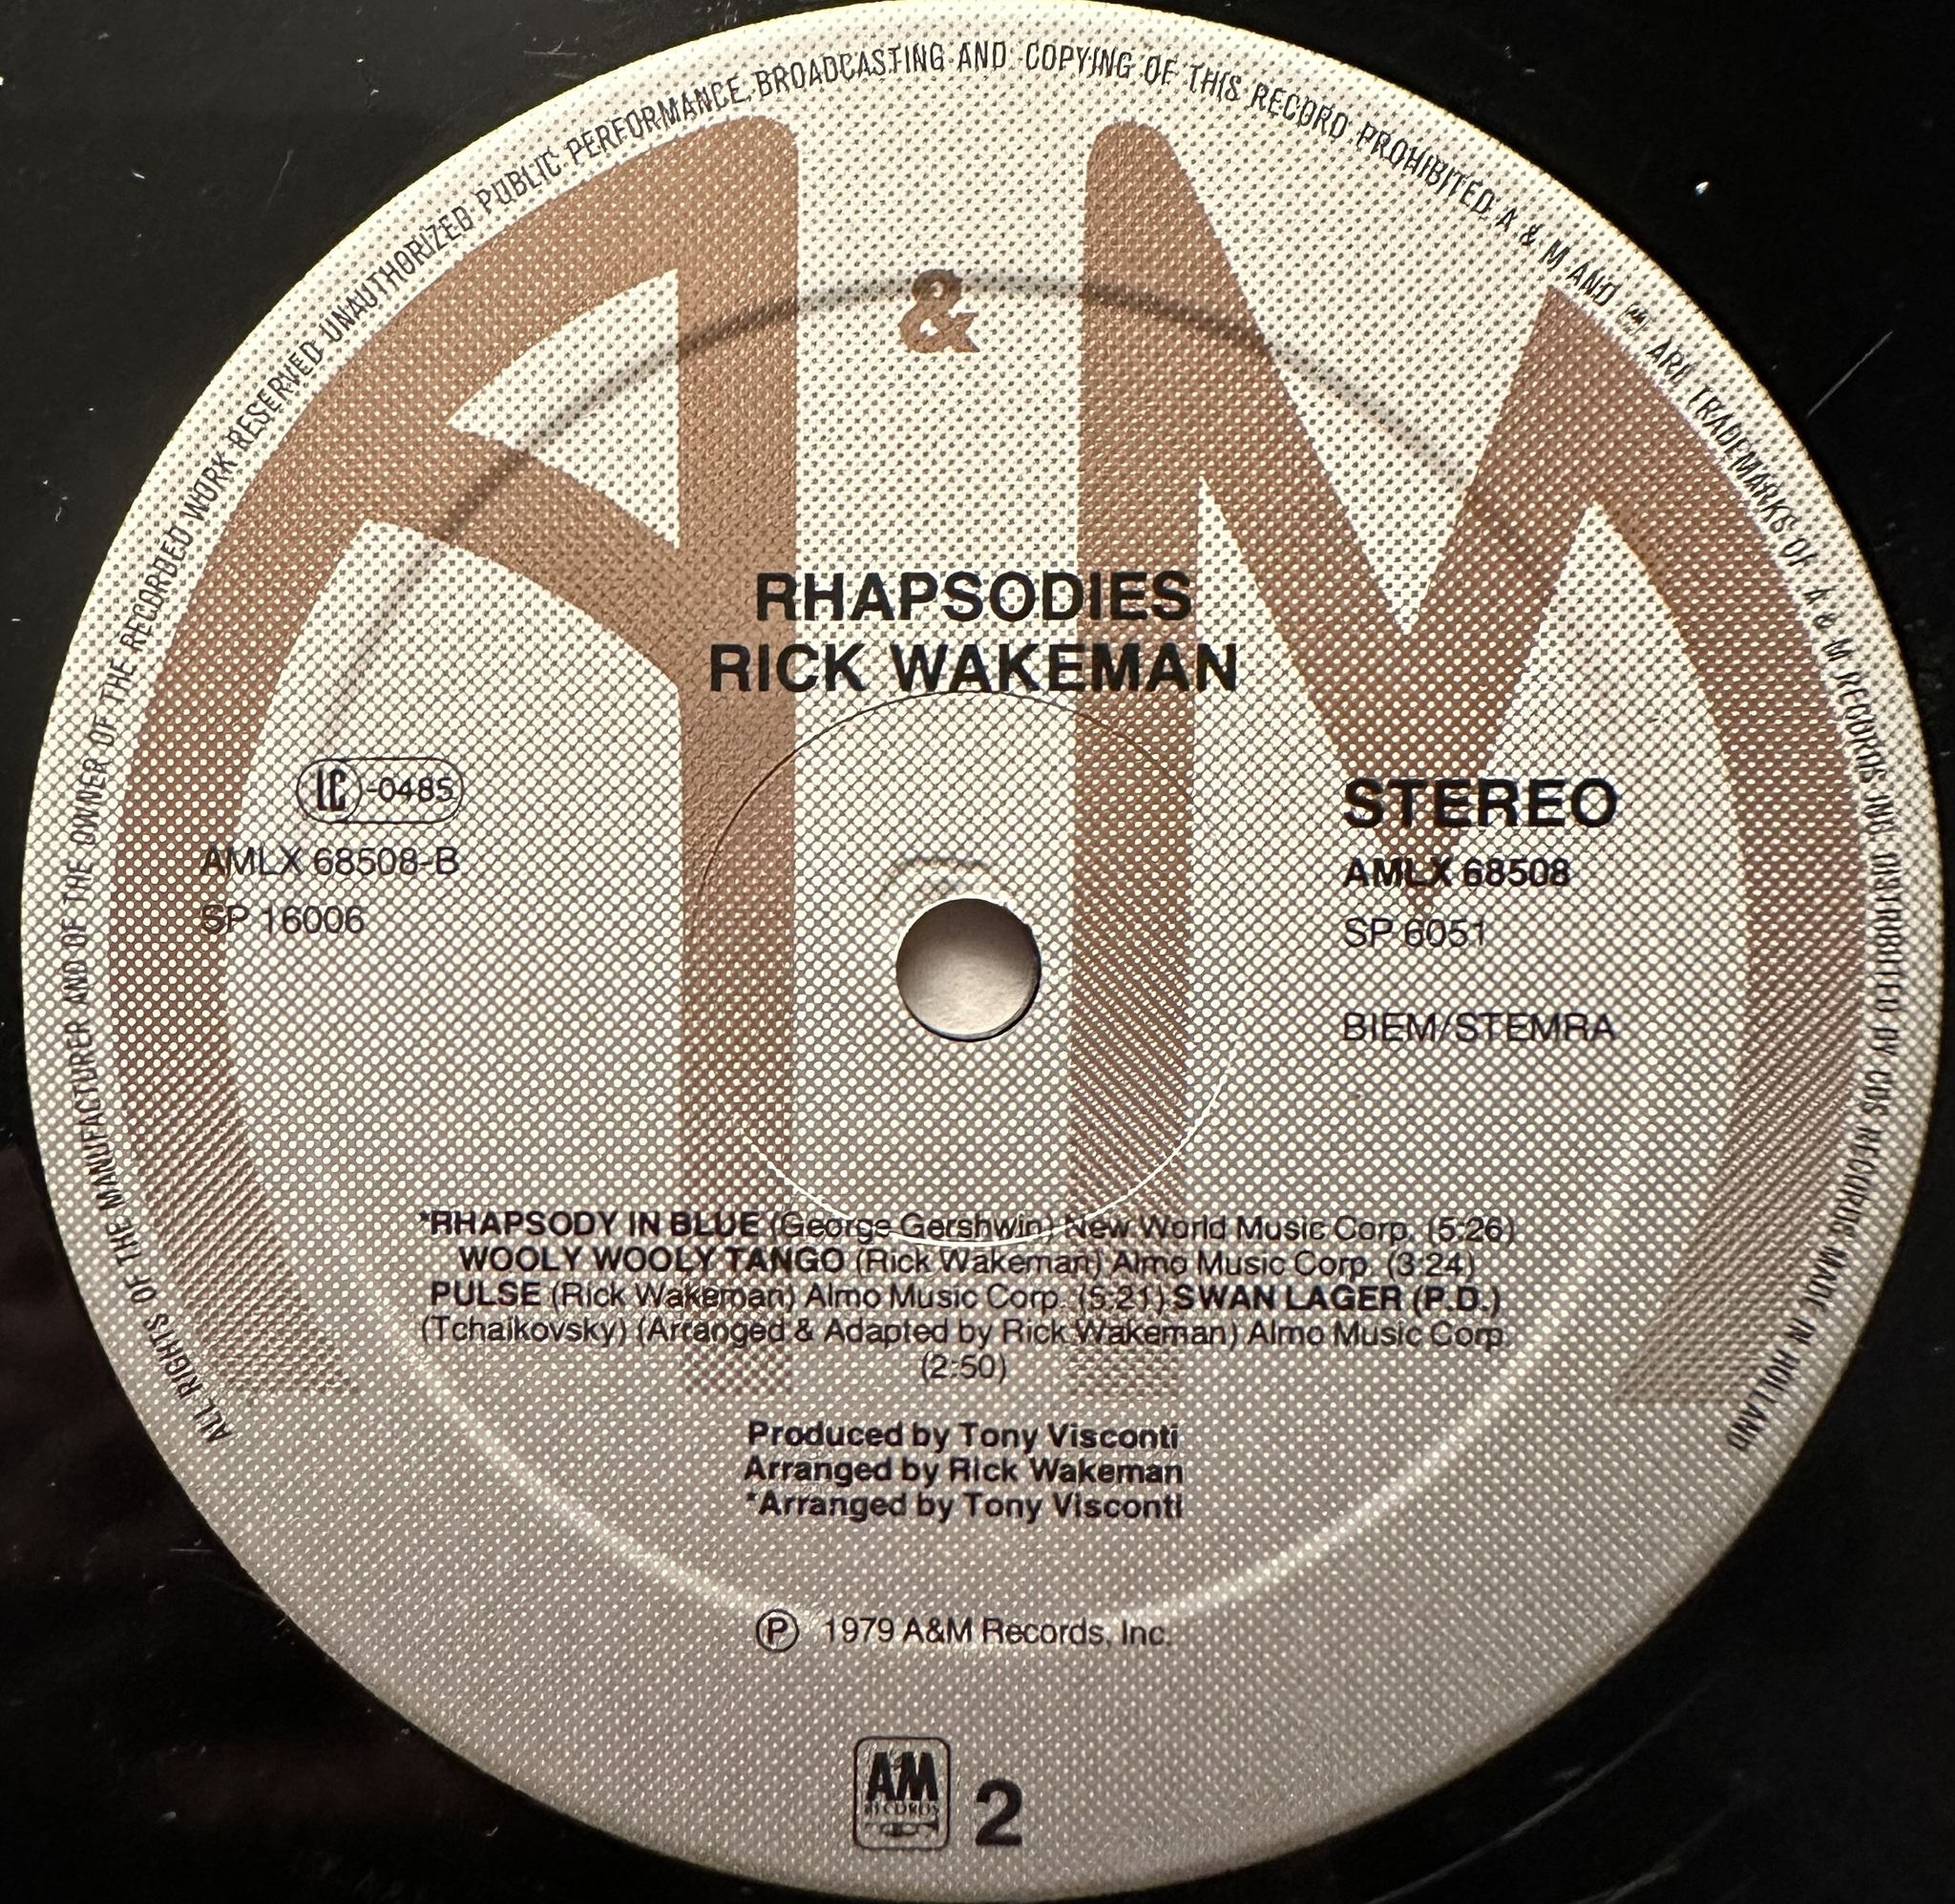 ALL RIGHTS OF THE MANUFACTURER AND OF THE OWNER OF THE RECORDED WORK RESERVED UNAUTHORIZED PUBLIC PERFORMANCE, BROADCASTING AND COPYING OF THIS RECORD PROHIBITED A & M AND AM ARE TRADEMARKS OF A & M RECORDS INC. DISTRIBUTED BY CBS RECORDS MADE IN HOLLAND
A & M
RHAPSODIES
RICK WAKEMAN
LC-0485
AMLX 68508-B
SP 16006
STEREO
AMLX 68508
SP 6051
BIEM/STEMRA
*RHAPSODY IN BLUE (George Gershwin) New World Music Corp. (5:26)
WOOLY WOOLY TANGO (Rick Wakeman) Almo Music Corp. (3:24)
PULSE (Rick Wakeman) Almo Music Corp. (5:21) SWAN LAGER (P.D.)
(Tchaikovsky) (Arranged & Adapted by Rick Wakeman) Almo Music Corp.
(2:50)
Produced by Tony Visconti
Arranged by Rick Wakeman
*Arranged by Tony Visconti
Ⓟ 1979 A&M Records, Inc.
AM
RECORDS
2